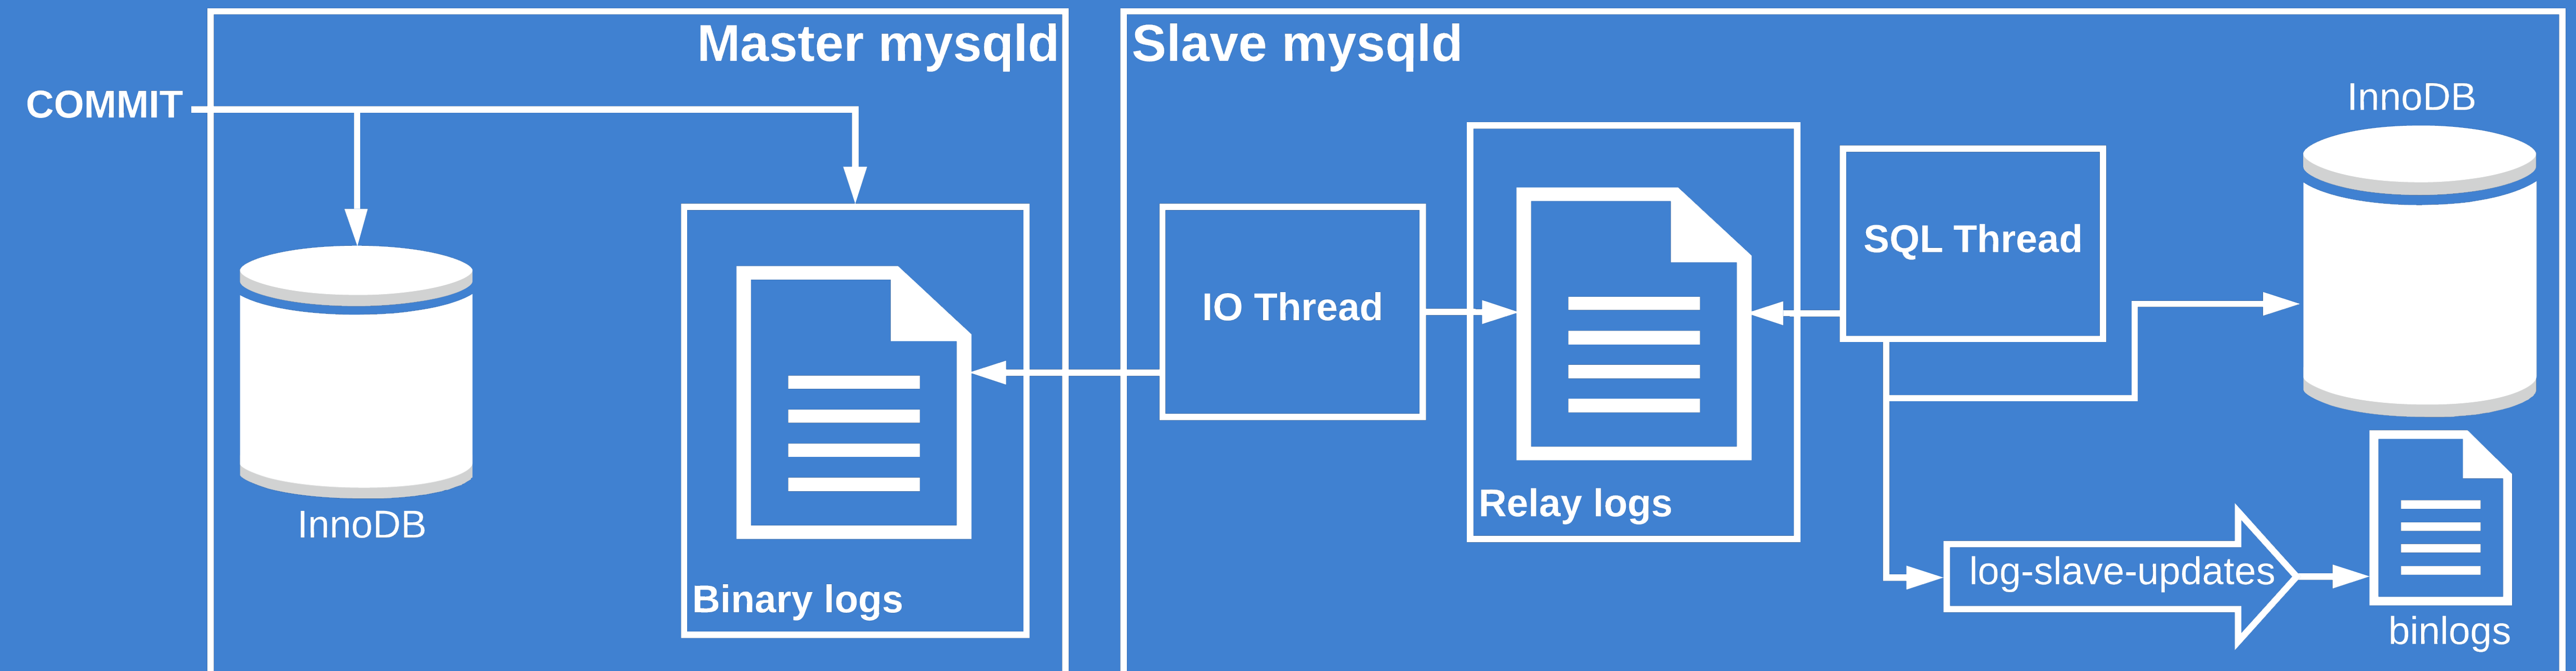 Master mysqld
Slave mysqld
COMMIT
InnoDB
Binary logs
IO Thread
Relay logs
SQL Thread
InnoDB
log-slave-updates
binlogs